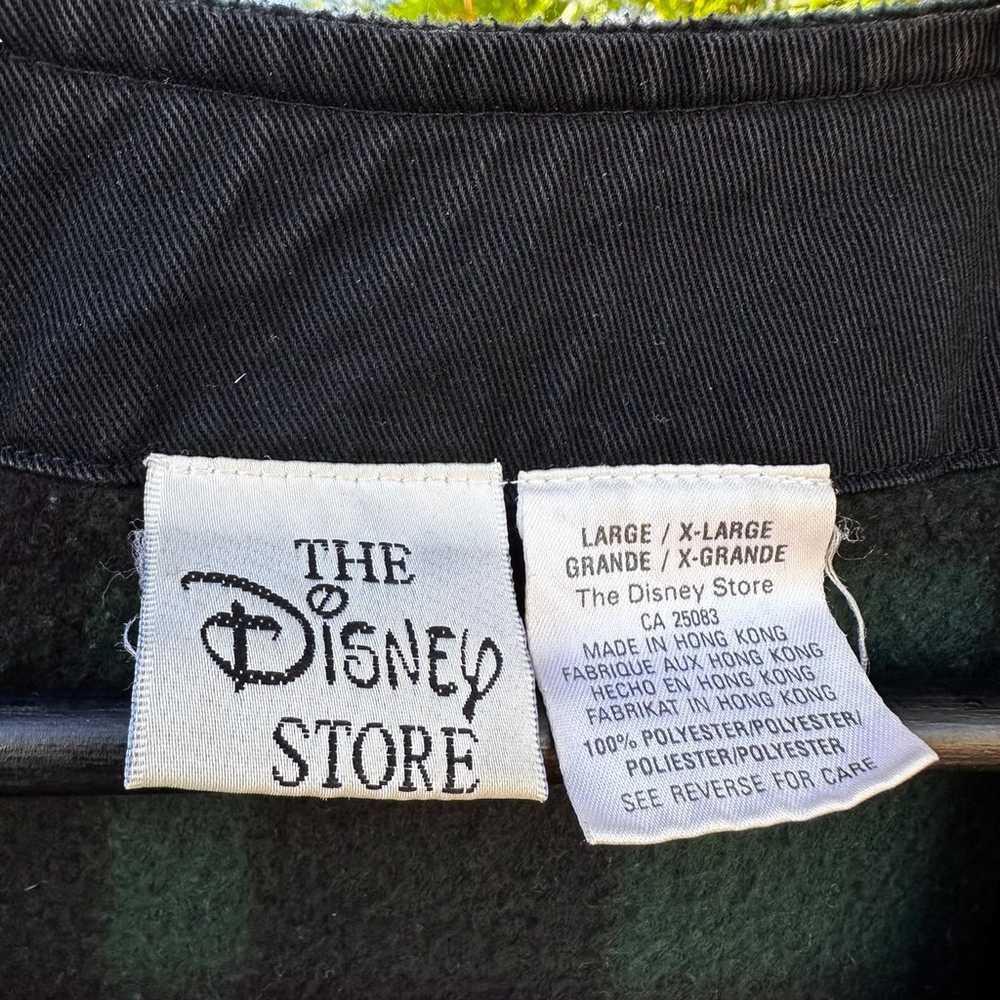 THE
Disney
STORE
LARGE / X-LARGE
GRANDE / X-GRANDE
The Disney Store
CA 25083
MADE IN HONG KONG
FABRIQUE AUX HONG KONG
HECHO EN HONG KONG
FABRIKAT IN HONG KONG
100% POLYESTER/POLYESTER/
POLIESTER/POLYESTER
SEE REVERSE FOR CARE